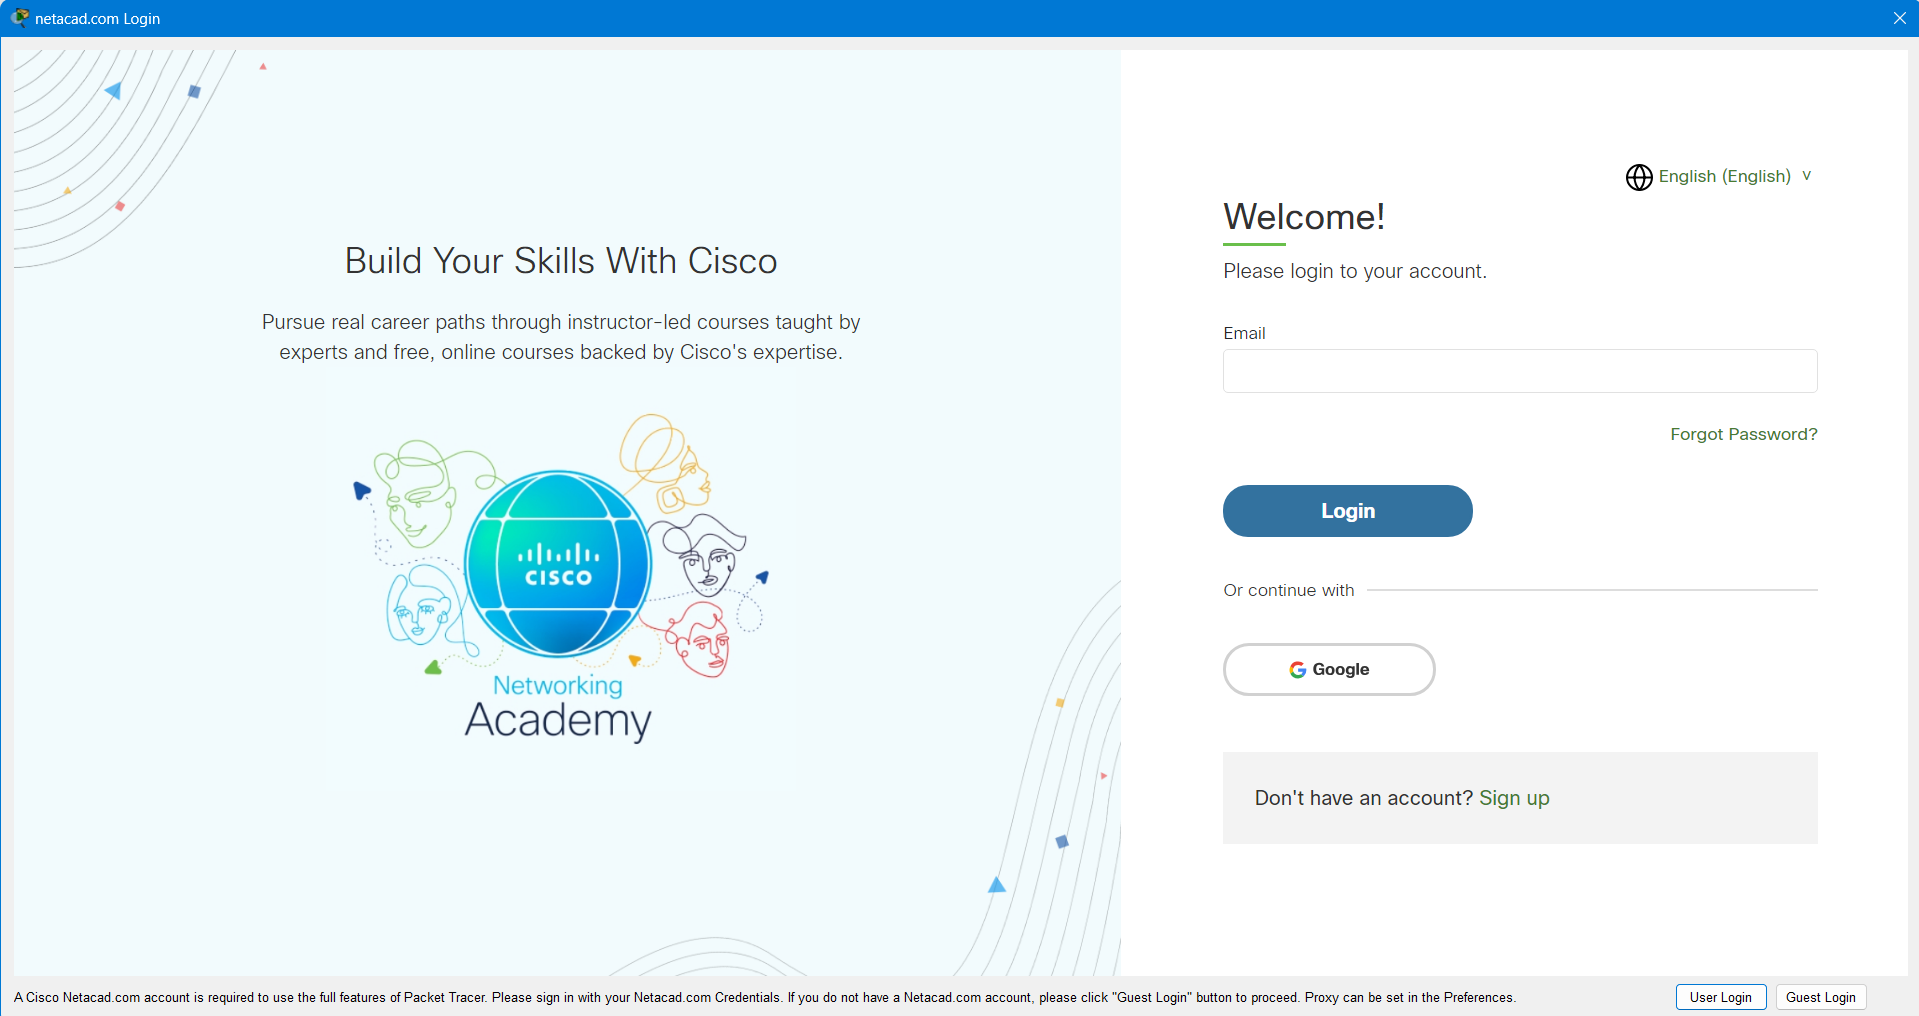 netacad.com Login
Build Your Skills With Cisco
Pursue real career paths through instructor-led courses taught by
experts and free, online courses backed by Cisco's expertise.
CISCO
Networking
Academy
English (English)
Welcome!
Please login to your account.
Email
Forgot Password?
Login
Or continue with
Google
Don't have an account? Sign up
A Cisco Netacad.com account is required to use the full features of Packet Tracer. Please sign in with your Netacad.com Credentials. If you do not have a Netacad.com account, please click "Guest Login" button to proceed. Proxy can be set in the Preferences.
User Login
Guest Login